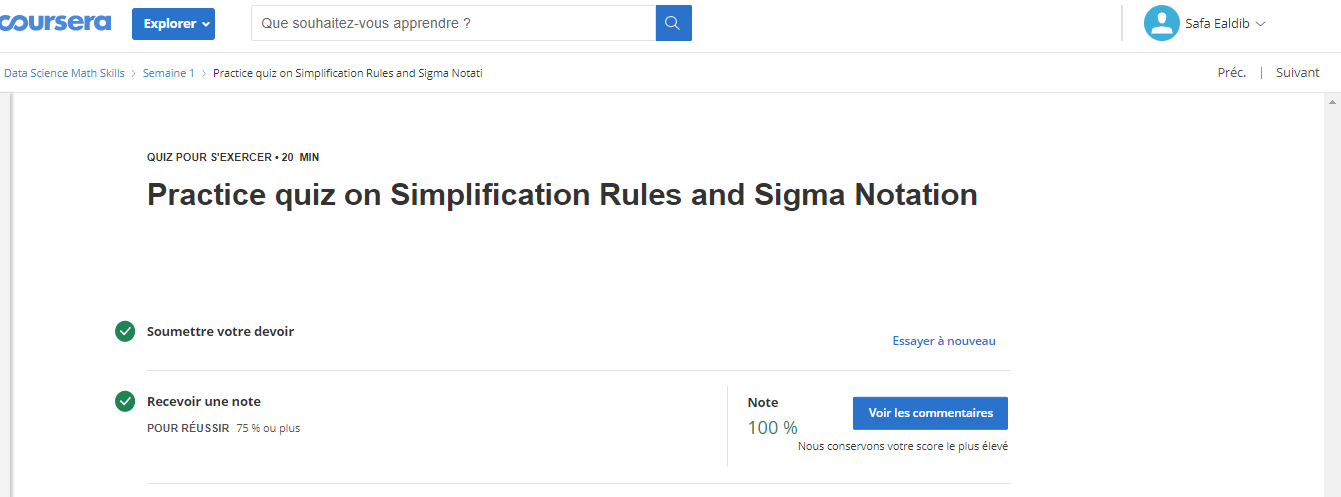 coursera
Explorer
Que souhaitez-vous apprendre ?
Safa Ealdib
Data Science Math Skills > Semaine 1 > Practice quiz on Simplification Rules and Sigma Notati
Préc. | Suivant
QUIZ POUR S'EXERCER • 20 MIN
Practice quiz on Simplification Rules and Sigma Notation
Soumettre votre devoir
Essayer à nouveau
Recevoir une note
POUR RÉUSSIR 75 % ou plus
Note
100 %
Voir les commentaires
Nous conservons votre score le plus élevé